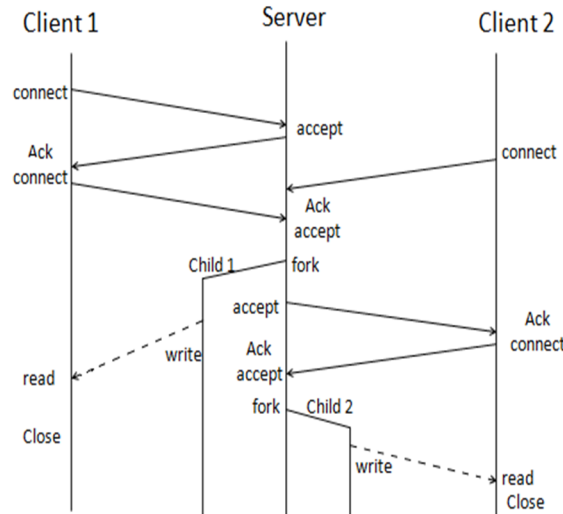 Client 1
Server
Client 2
connect
accept
Ack
connect
connect
Ack
accept
Child 1
fork
accept
Ack
connect
write
Ack
accept
read
fork
Child 2
Close
write
read
Close